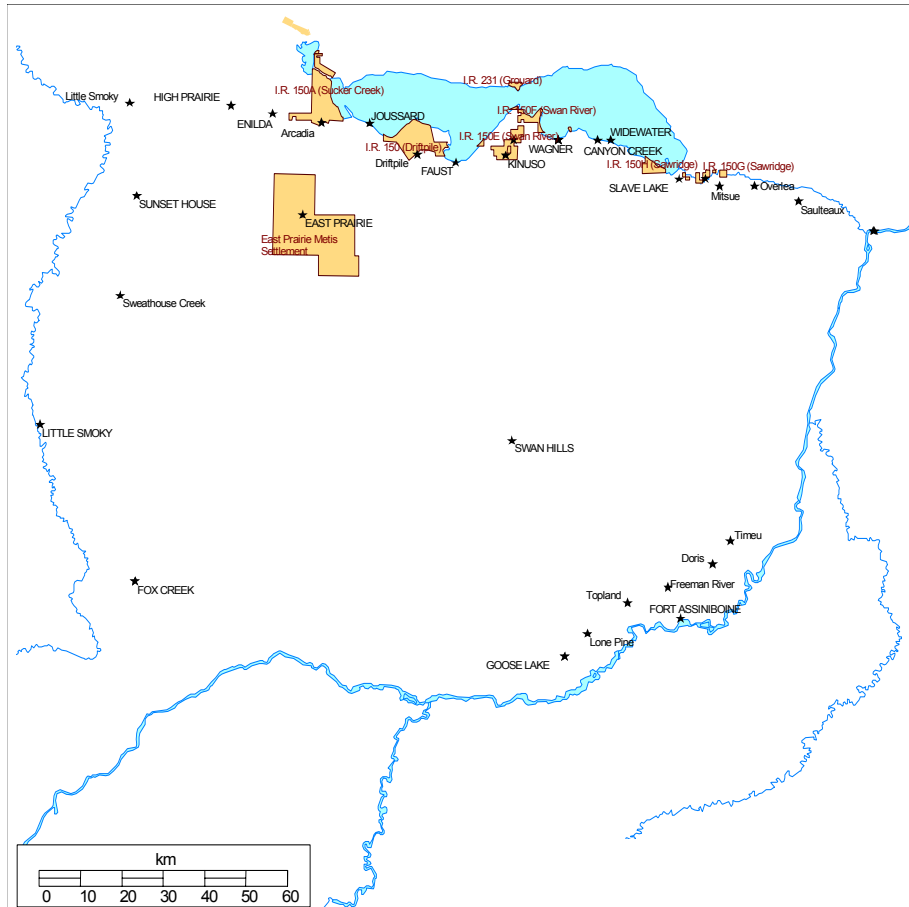 I.R. 231 (Grouard)
I.R. 150A (Sucker Creek)
Little Smoky
HIGH PRAIRIE
ENILDA
Arcadia
JOUSSARD
I.R. 150F (Swan River)
I.R. 150E (Swan River)
WIDEWATER
I.R. 150 (Driftpile)
WAGNER
CANYON CREEK
Driftpile
FAUST
KINUSO
I.R. 150H (Sawridge)
I.R. 150G (Sawridge)
SLAVE LAKE
Mitsue
Overlea
SUNSET HOUSE
Saulteaux
EAST PRAIRIE
East Prairie Metis
Settlement
Sweathouse Creek
LITTLE SMOKY
SWAN HILLS
Timeu
Doris
FOX CREEK
Freeman River
Topland
FORT ASSINIBOINE
Lone Pine
GOOSE LAKE
km
0 10 20 30 40 50 60